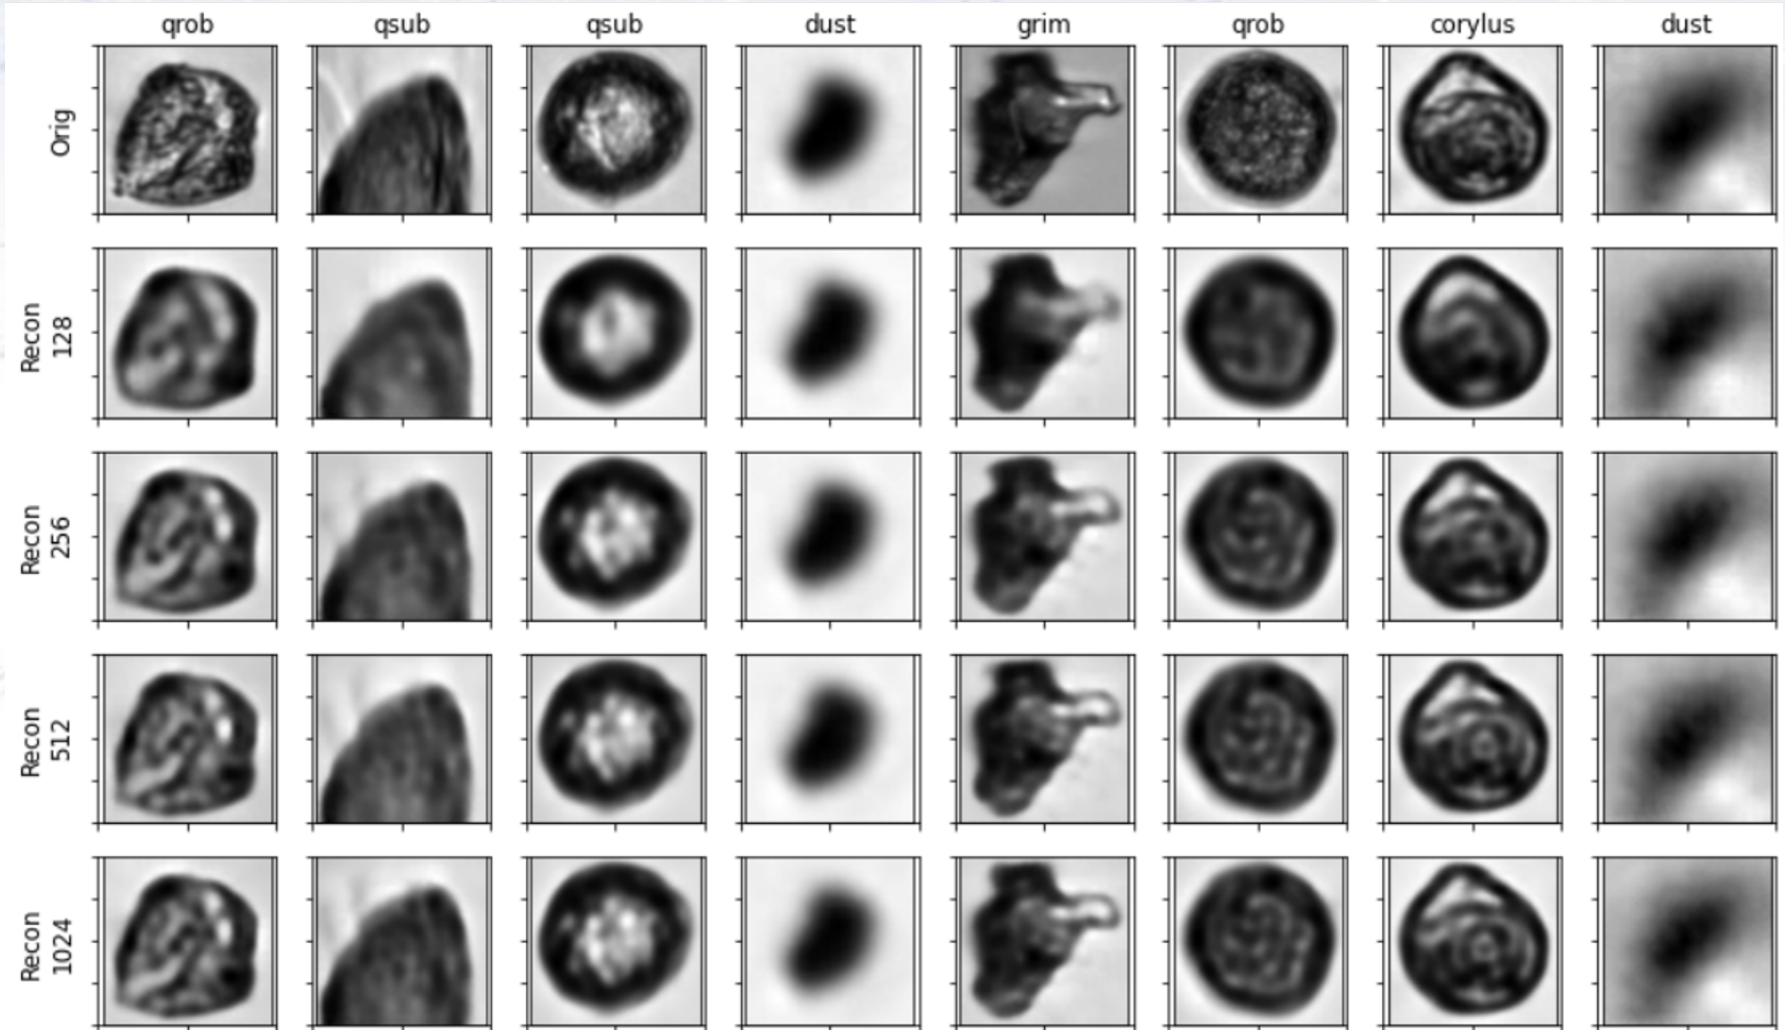 qrob qsub qsub dust grim qrob corylus dust
Orig
Recon
128
Recon
256
Recon
512
Recon
1024